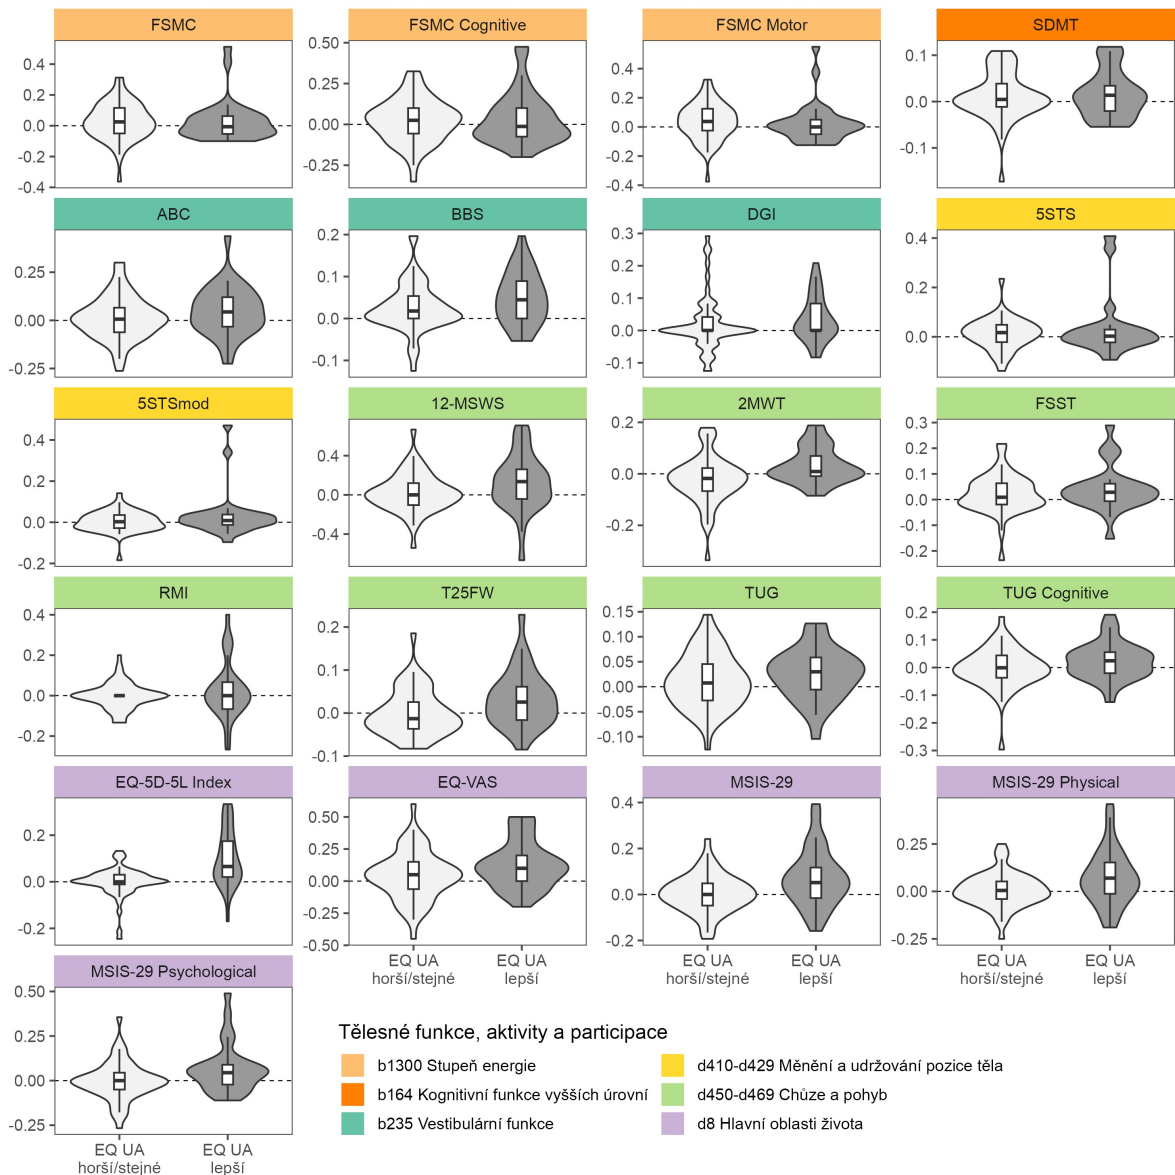 FSMC
FSMC Cognitive
FSMC Motor
SDMT
0.4
0.2
0.0
-0.2
-0.4
0.50
0.25
0.00
-0.25
0.4
0.2
0.0
-0.2
-0.4
0.1
0.0
-0.1
ABC
BBS
DGI
5STS
0.25
0.00
-0.25
0.2
0.1
0.0
-0.1
0.3
0.2
0.1
0.0
-0.1
0.4
0.2
0.0
5STSmod
12-MSWS
2MWT
FSST
0.4
0.2
0.0
-0.2
0.4
0.0
-0.4
0.2
0.0
-0.2
0.3
0.2
0.1
0.0
-0.1
-0.2
RMI
T25FW
TUG
TUG Cognitive
0.4
0.2
0.0
-0.2
0.2
0.1
0.0
-0.1
0.15
0.10
0.05
0.00
-0.05
-0.10
0.2
0.1
0.0
-0.1
-0.2
-0.3
EQ-5D-5L Index
EQ-VAS
MSIS-29
MSIS-29 Physical
0.2
0.0
-0.2
0.50
0.25
0.00
-0.25
-0.50
0.4
0.2
0.0
-0.2
0.25
0.00
-0.25
EQ UA
horší/stejné
EQ UA
lepší
EQ UA
horší/stejné
EQ UA
lepší
EQ UA
horší/stejné
EQ UA
lepší
MSIS-29 Psychological
0.50
0.25
0.00
-0.25
EQ UA
horší/stejné
EQ UA
lepší
Tělesné funkce, aktivity a participace
b1300 Stupeň energie
b164 Kognitivní funkce vyšších úrovní
b235 Vestibulární funkce
d410-d429 Měnění a udržování pozice těla
d450-d469 Chůze a pohyb
d8 Hlavní oblasti života